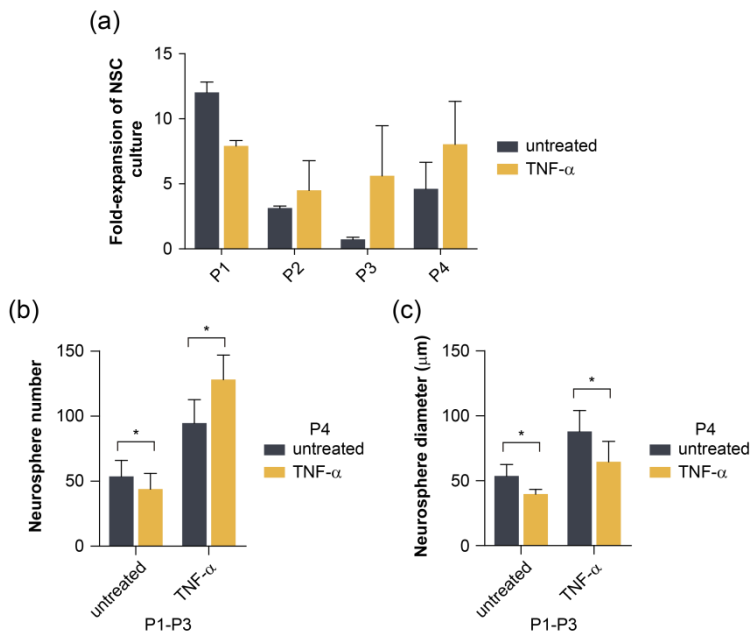 (a)
Fold-expansion of NSC
culture
15
10
5
0
P1
P2
P3
P4
untreated
TNF-α
(b)
Neurosphere number
150
100
50
0
*
*
untreated
TNF-α
P1-P3
P4
untreated
TNF-α
(c)
Neurosphere diameter (μm)
150
100
50
0
*
*
untreated
TNF-α
P1-P3
P4
untreated
TNF-α